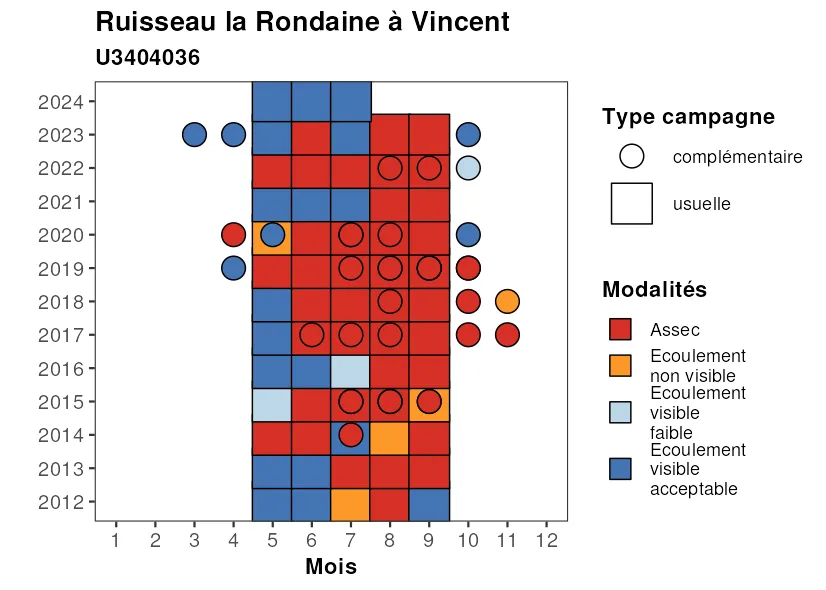 Ruisseau la Rondaine à Vincent
U3404036
2024
2023
2022
2021
2020
2019
2018
2017
2016
2015
2014
2013
2012
1 2 3 4 5 6 7 8 9 10 11 12
Mois
Type campagne
complémentaire
usuelle
Modalités
Assec
Ecoulement
non visible
Ecoulement
visible
faible
Ecoulement
visible
acceptable